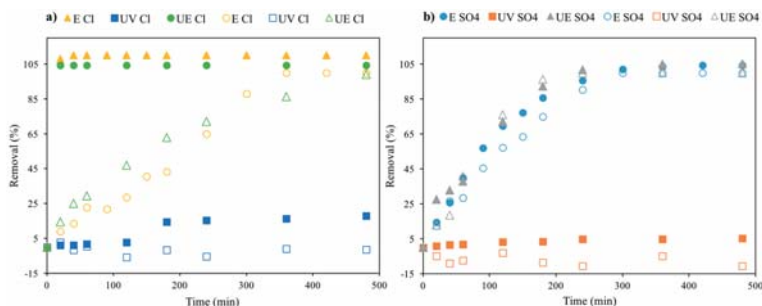 a)
E Cl UV Cl UE Cl E Cl UV Cl UE Cl
Removal (%)
105
85
65
45
25
5
-15
0 100 200 300 400 500
Time (min)
b)
E SO4 UV SO4 UE SO4 E SO4 UV SO4 UE SO4
Removal (%)
105
85
65
45
25
5
-15
0 100 200 300 400 500
Time (min)